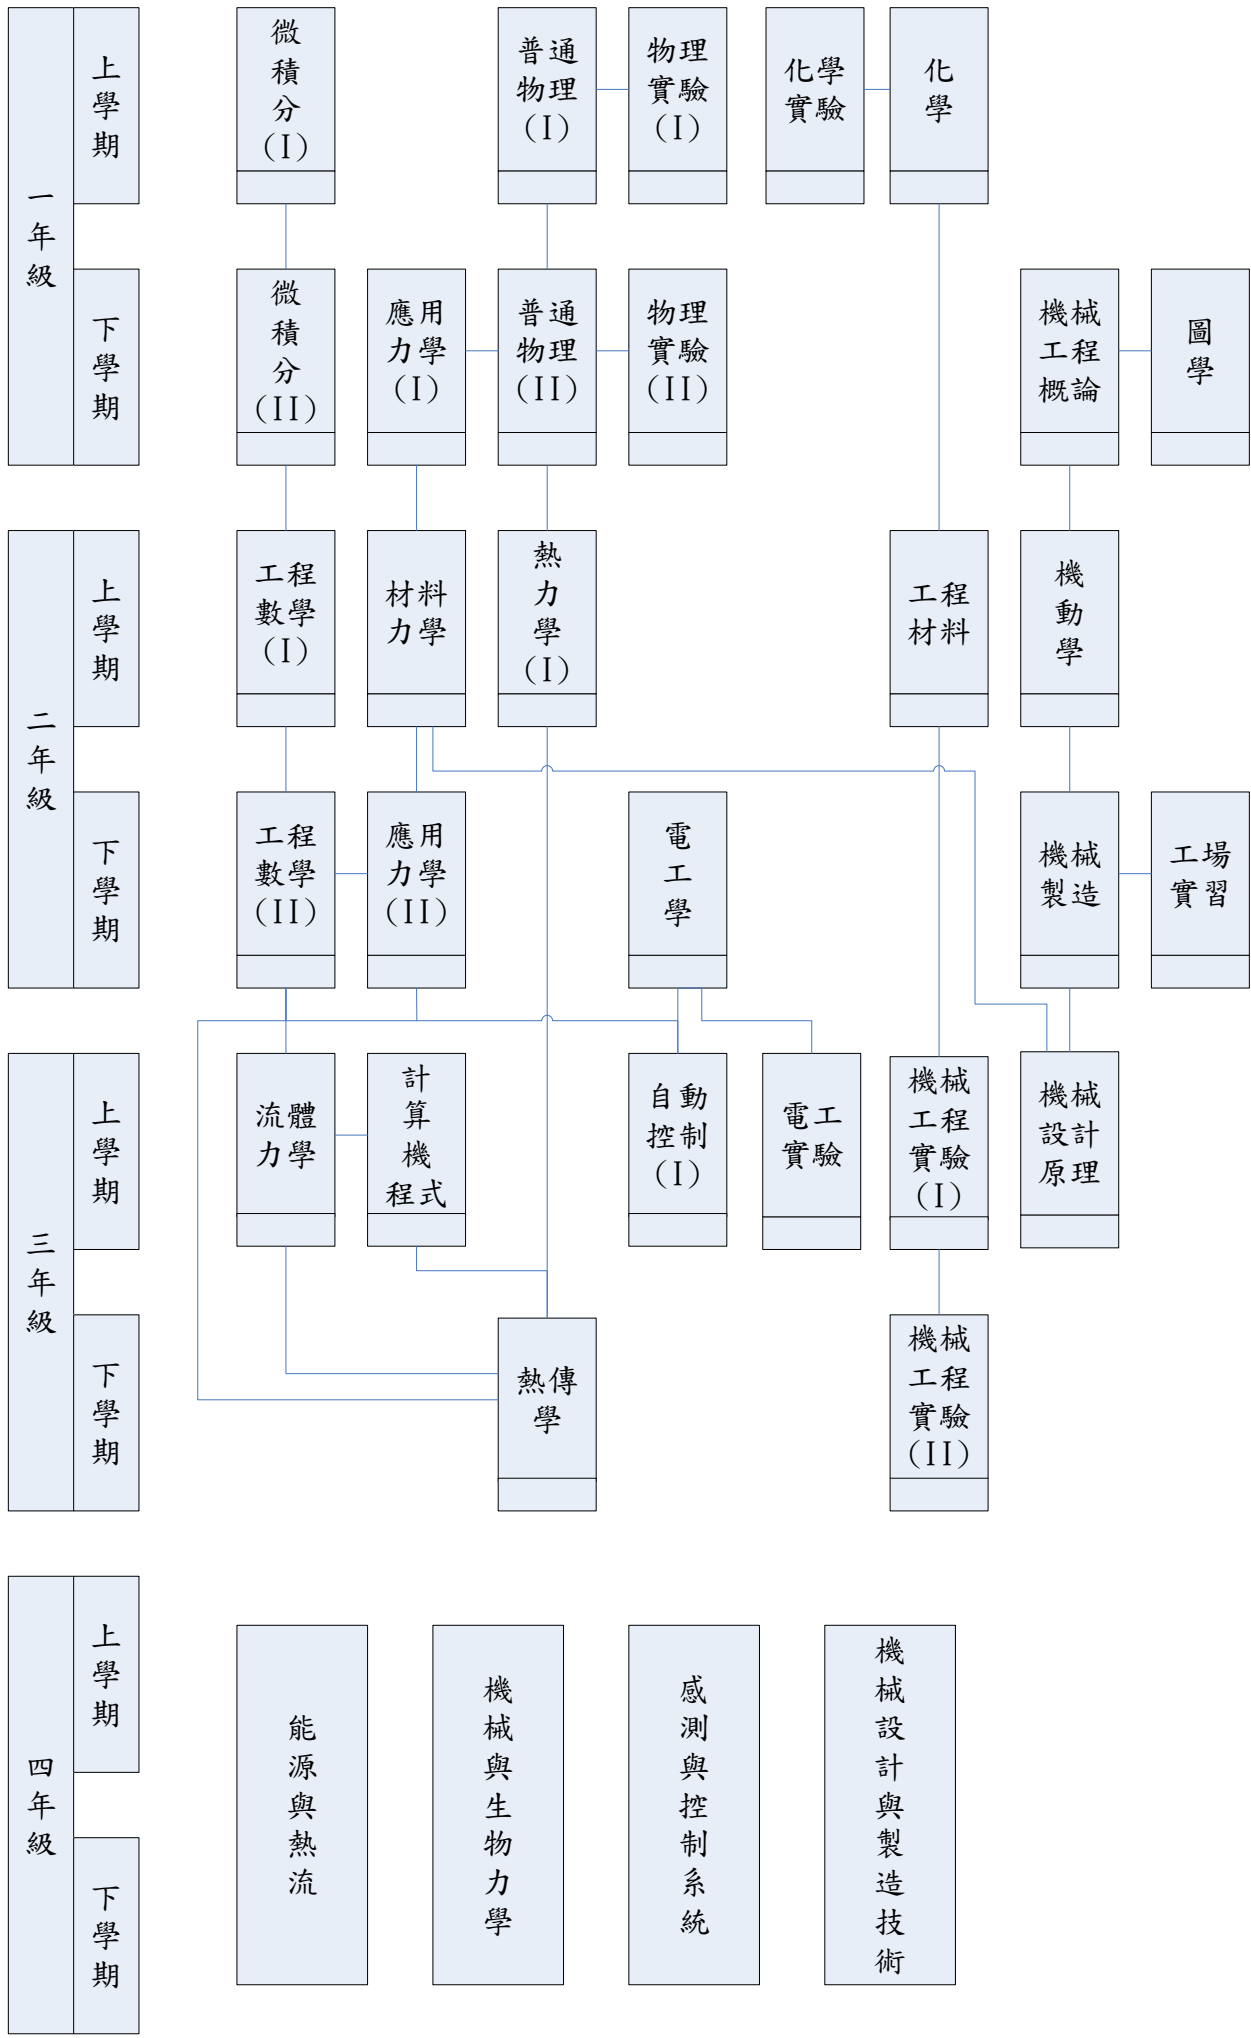 一年級
上學期
微積分(I)
普通
物理
(I)
物理
實驗
(I)
化學
實驗
化學
下學期
微積分(II)
應用
力學
(I)
普通
物理
(II)
物理
實驗
(II)
機械
工程
概論
圖學
二年級
上學期
工程
數學
(I)
材料
力學
熱力學(I)
工程
材料
機動學
下學期
工程
數學
(II)
應用
力學
(II)
電工學
機械
製造
工場
實習
三年級
上學期
流體
力學
計算機
程式
自動
控制
(I)
電工
實驗
機械
工程
實驗
(I)
機械
設計
原理
下學期
熱傳
學
機械
工程
實驗
(II)
四年級
上學期
下學期
能源與熱流
機械與生物力學
感測與控制系統
機械設計與製造技術